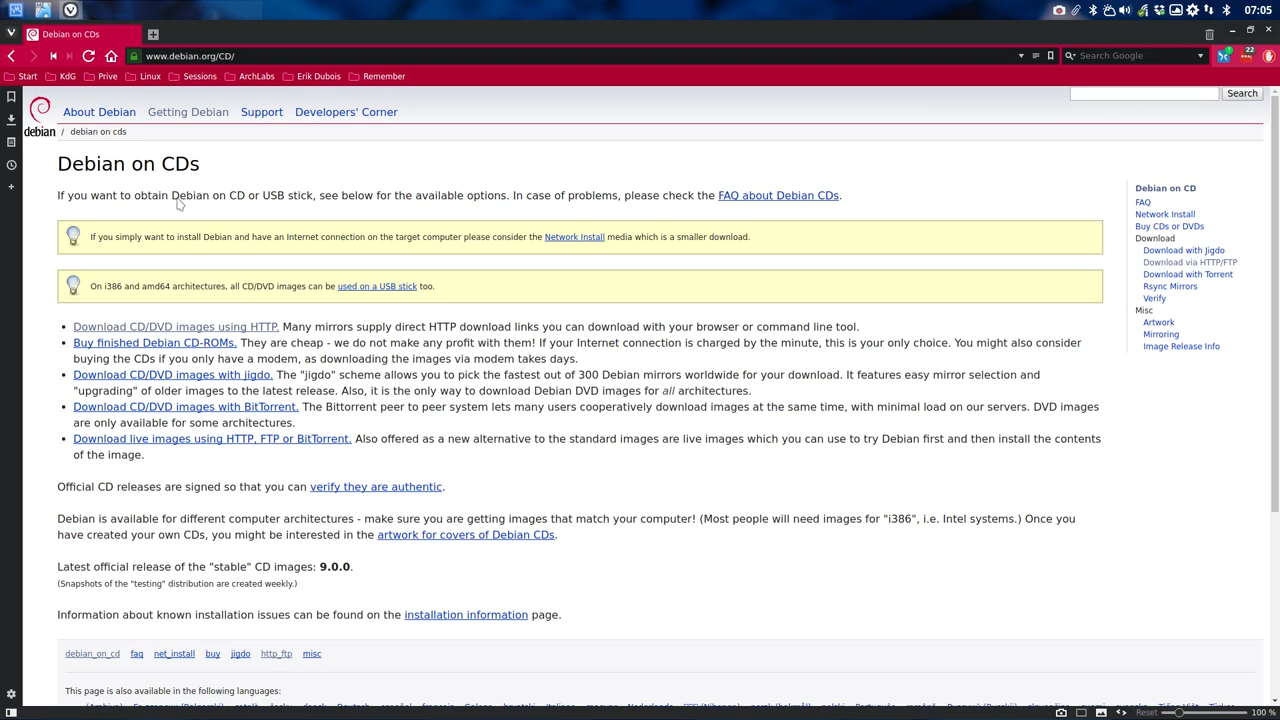 07:05
Debian on CDs
www.debian.org/CD/
Search Google
1
22
Start KdG Prive Linux Sessions ArchLabs Erik Dubois Remember
Search
debian
About Debian Getting Debian Support Developers' Corner
/ debian on cds
Debian on CDs
If you want to obtain Debian on CD or USB stick, see below for the available options. In case of problems, please check the FAQ about Debian CDs.
If you simply want to install Debian and have an Internet connection on the target computer please consider the Network Install media which is a smaller download.
On i386 and amd64 architectures, all CD/DVD images can be used on a USB stick too.
• Download CD/DVD images using HTTP. Many mirrors supply direct HTTP download links you can download with your browser or command line tool.
• Buy finished Debian CD-ROMs. They are cheap - we do not make any profit with them! If your Internet connection is charged by the minute, this is your only choice. You might also consider
buying the CDs if you only have a modem, as downloading the images via modem takes days.
• Download CD/DVD images with jigdo. The "jigdo" scheme allows you to pick the fastest out of 300 Debian mirrors worldwide for your download. It features easy mirror selection and
"upgrading" of older images to the latest release. Also, it is the only way to download Debian DVD images for all architectures.
• Download CD/DVD images with BitTorrent. The Bittorrent peer to peer system lets many users cooperatively download images at the same time, with minimal load on our servers. DVD images
are only available for some architectures.
• Download live images using HTTP, FTP or BitTorrent. Also offered as a new alternative to the standard images are live images which you can use to try Debian first and then install the contents
of the image.
Official CD releases are signed so that you can verify they are authentic.
Debian is available for different computer architectures - make sure you are getting images that match your computer! (Most people will need images for "i386", i.e. Intel systems.) Once you
have created your own CDs, you might be interested in the artwork for covers of Debian CDs.
Latest official release of the "stable" CD images: 9.0.0.
(Snapshots of the "testing" distribution are created weekly.)
Information about known installation issues can be found on the installation information page.
debian_on_cd faq net_install buy jigdo http_ftp misc
This page is also available in the following languages:
Debian on CD
FAQ
Network Install
Buy CDs or DVDs
Download
Download with Jigdo
Download via HTTP/FTP
Download with Torrent
Rsync Mirrors
Verify
Misc
Artwork
Mirroring
Image Release Info
Reset 100 %